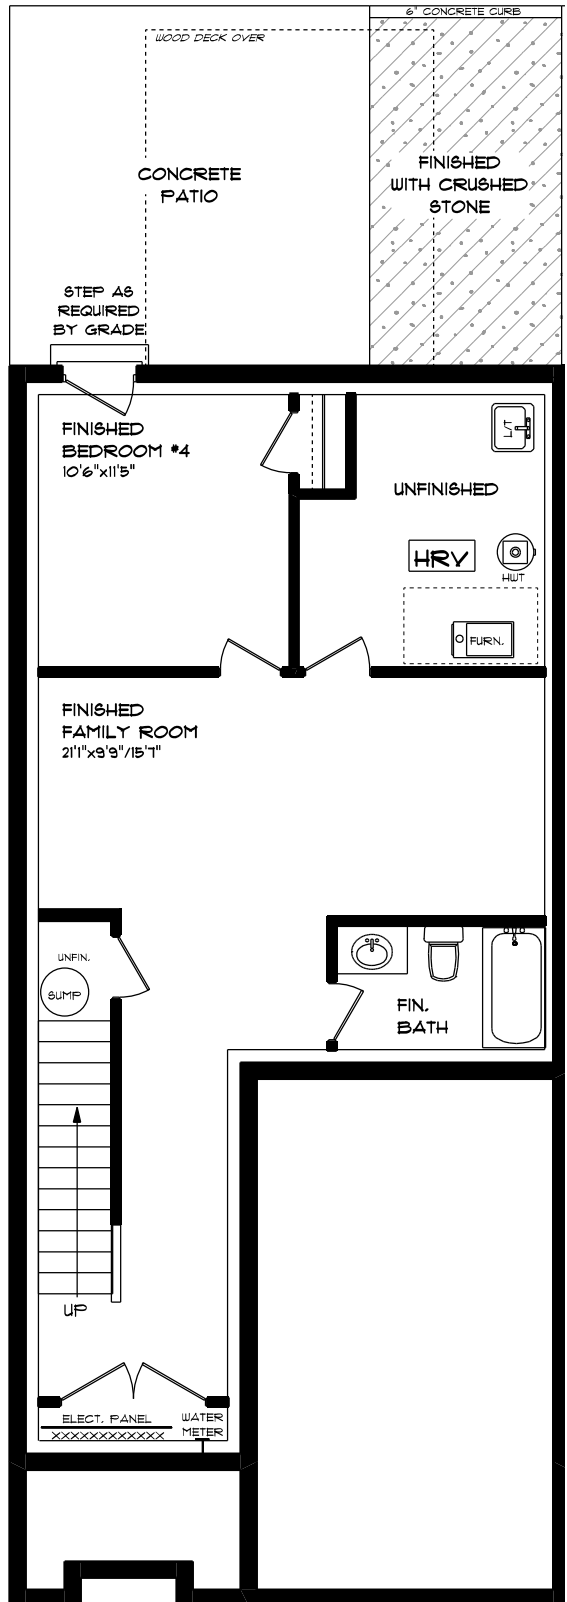 6" CONCRETE CURB
WOOD DECK OVER
CONCRETE
PATIO
FINISHED
WITH CRUSHED
STONE
STEP AS
REQUIRED
BY GRADE
FINISHED
BEDROOM #4
10'6"x11'5"
L/T
UNFINISHED
HRV
HWT
FURN.
FINISHED
FAMILY ROOM
21'1"x9'9"/15'7"
UNFIN.
SUMP
FIN.
BATH
UP
ELECT. PANEL
WATER
METER
XXXXXXXXXXXX